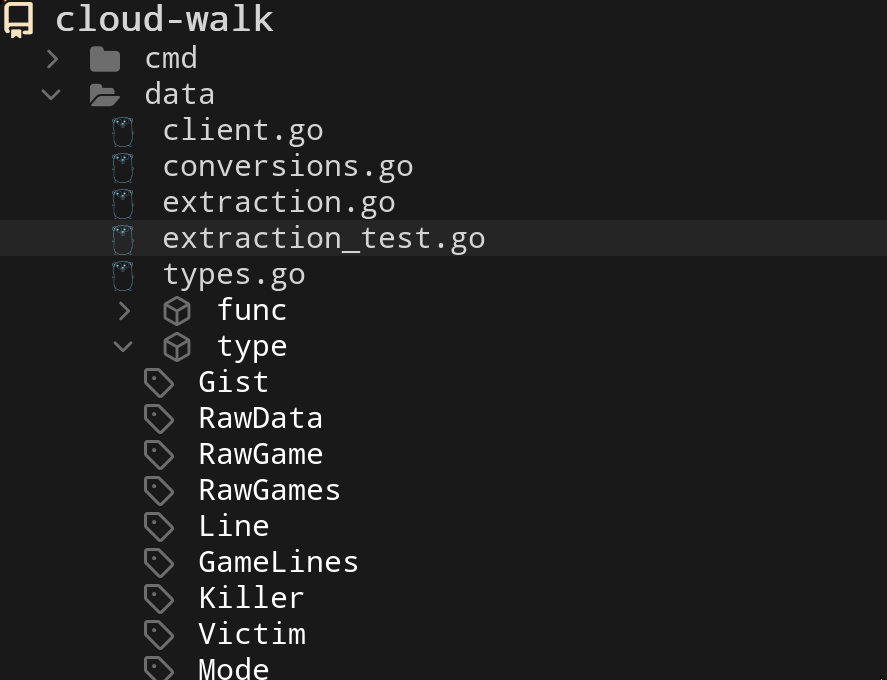 cloud-walk
cmd
data
client.go
conversions.go
extraction.go
extraction_test.go
types.go
func
type
Gist
RawData
RawGame
RawGames
Line
GameLines
Killer
Victim
Mode